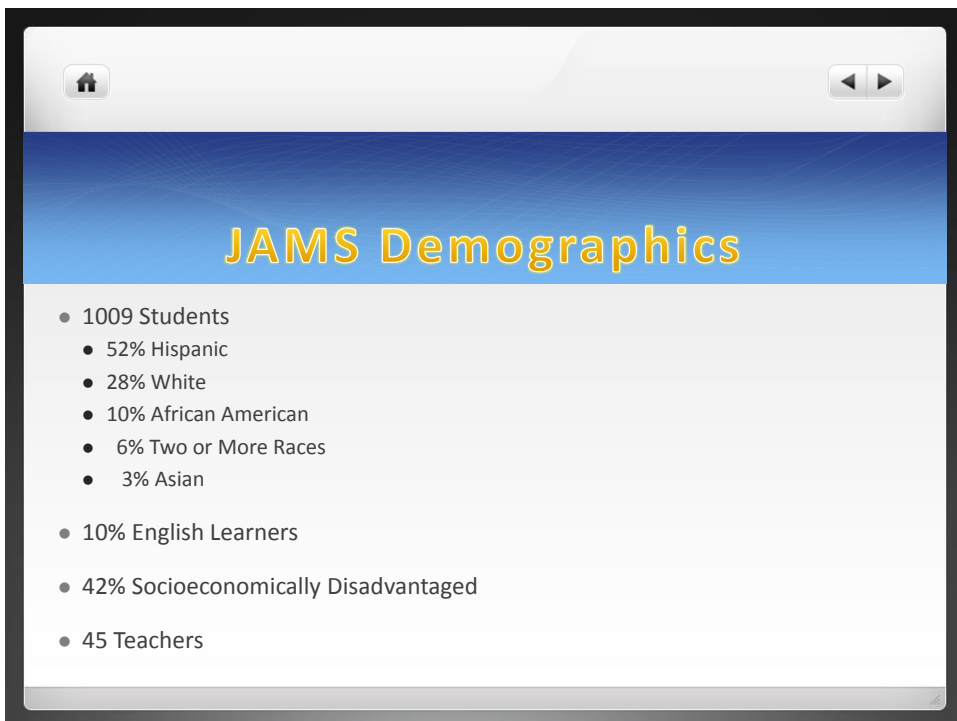 JAMS Demographics
● 1009 Students
● 52% Hispanic
● 28% White
● 10% African American
● 6% Two or More Races
● 3% Asian
● 10% English Learners
● 42% Socioeconomically Disadvantaged
● 45 Teachers